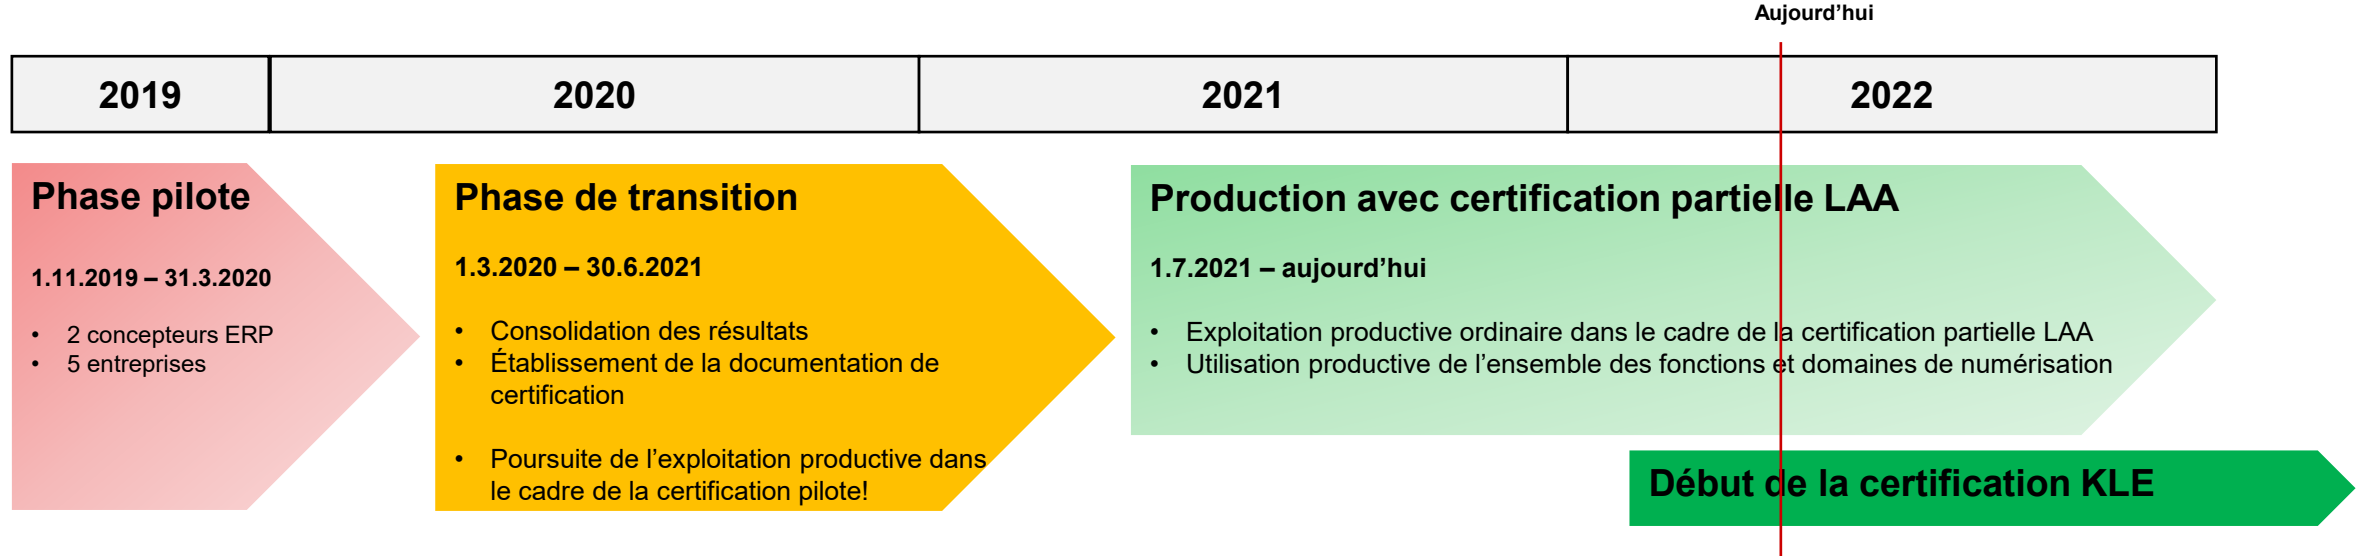 Aujourd’hui
2019
2020
2021
2022
Phase pilote
1.11.2019 – 31.3.2020
• 2 concepteurs ERP
• 5 entreprises
Phase de transition
1.3.2020 – 30.6.2021
• Consolidation des résultats
• Établissement de la documentation de
certification
• Poursuite de l’exploitation productive dans
le cadre de la certification pilote!
Production avec certification partielle LAA
1.7.2021 – aujourd’hui
• Exploitation productive ordinaire dans le cadre de la certification partielle LAA
• Utilisation productive de l’ensemble des fonctions et domaines de numérisation
Début de la certification KLE